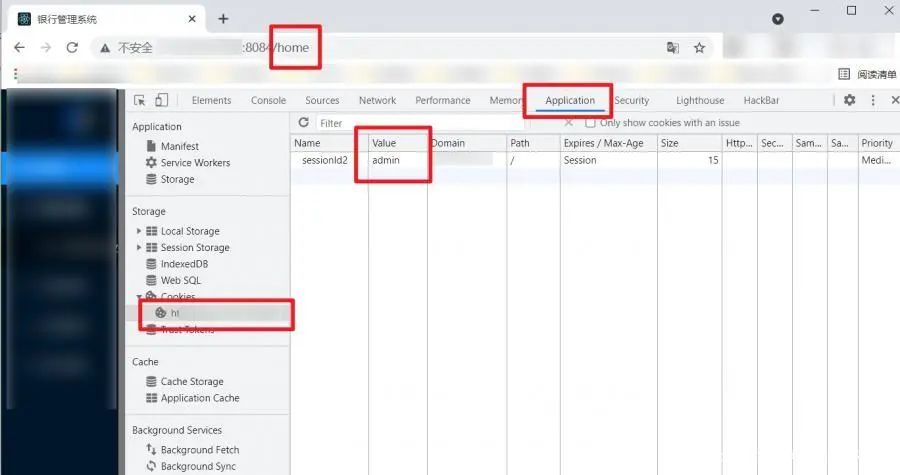 银行管理系统
不安全 :8084/home
阅读清单
Elements Console Sources Network Performance Memory Application Security Lighthouse HackBar
Application Filter Only show cookies with an issue
Name Value Domain Path Expires / Max-Age Size Http... Sec... Sam... Sa... Priority
sessionId2 admin / Session 15 Medi...
Manifest
Service Workers
Storage
Storage
Local Storage
Session Storage
IndexedDB
Web SQL
Cookies
Trust Tokens
Cache
Cache Storage
Application Cache
Background Services
Background Fetch
Background Sync